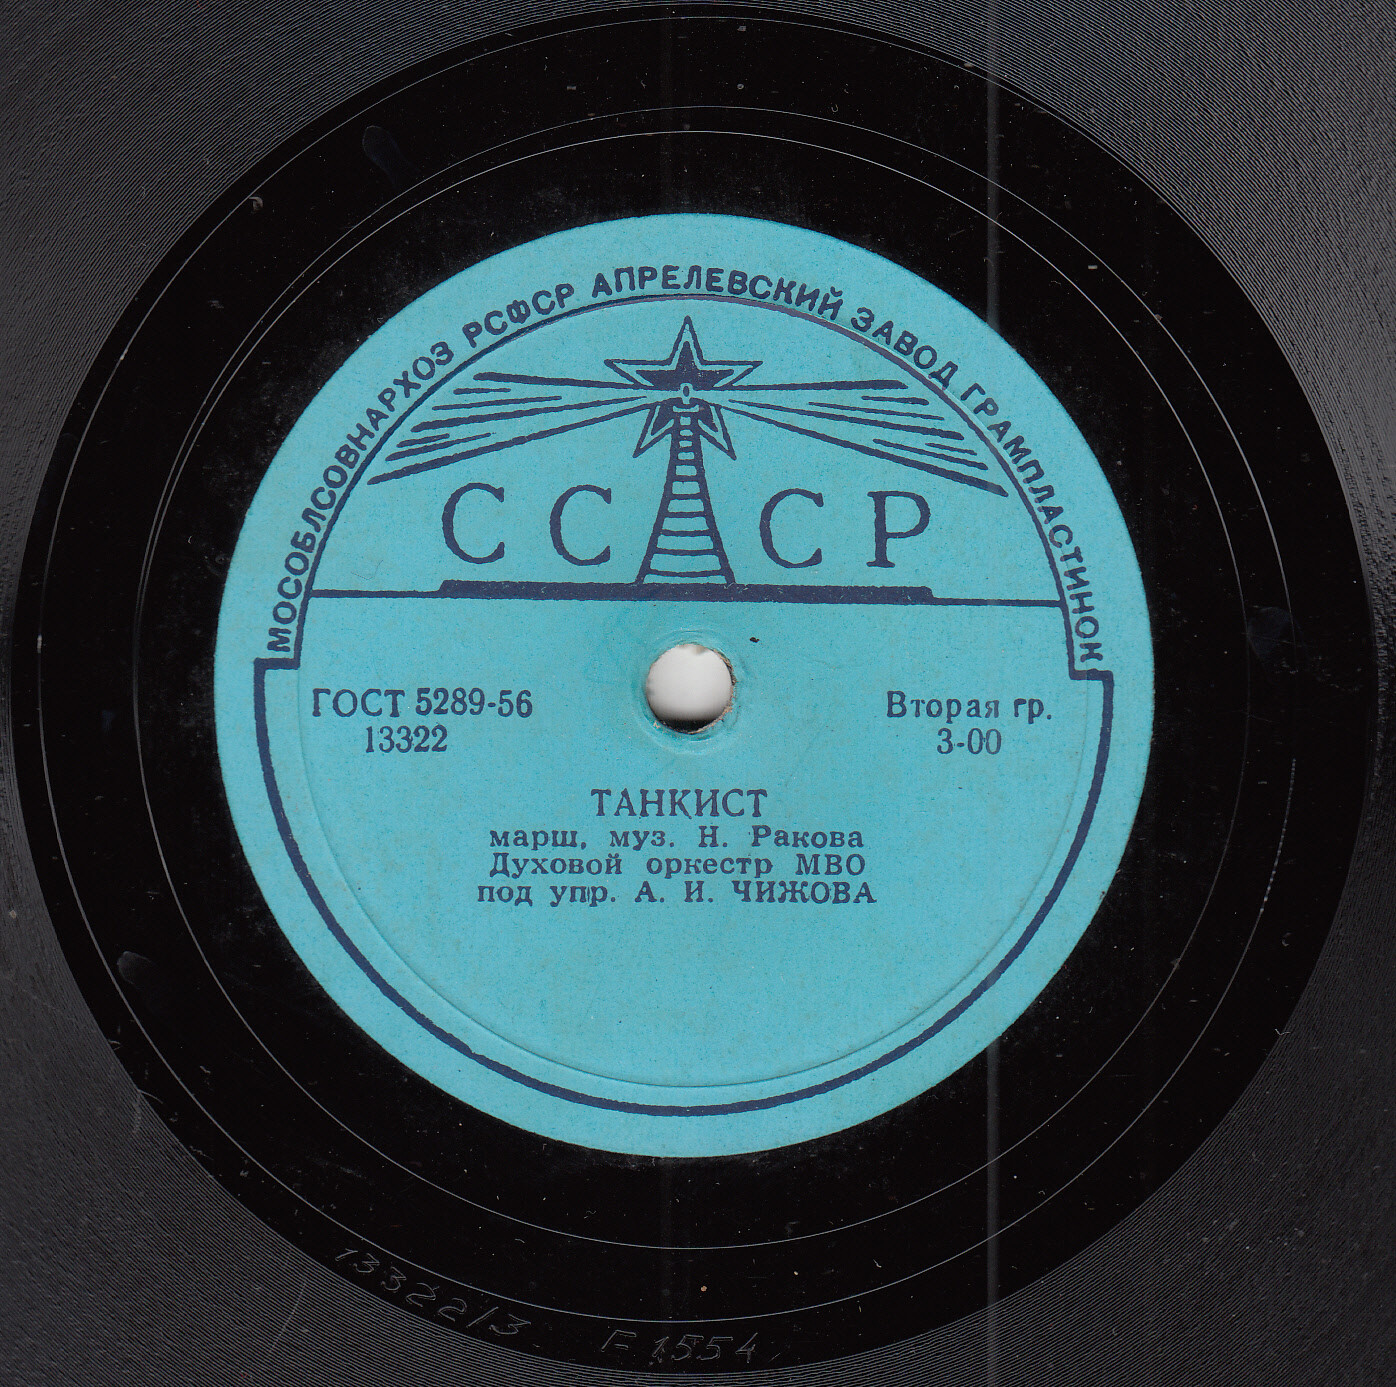 МОСОБЛСОВНАРХОЗ РСФСР АПРЕЛЕВСКИЙ ЗАВОД ГРАМПЛАСТИНОК
СССР
ГОСТ 5289-56
13322
Вторая гр.
3-00
ТАНКИСТ
марш, муз. Н. Ракова
Духовой оркестр МВО
под упр. А. И. ЧИЖОВА
13322/3
F 1554